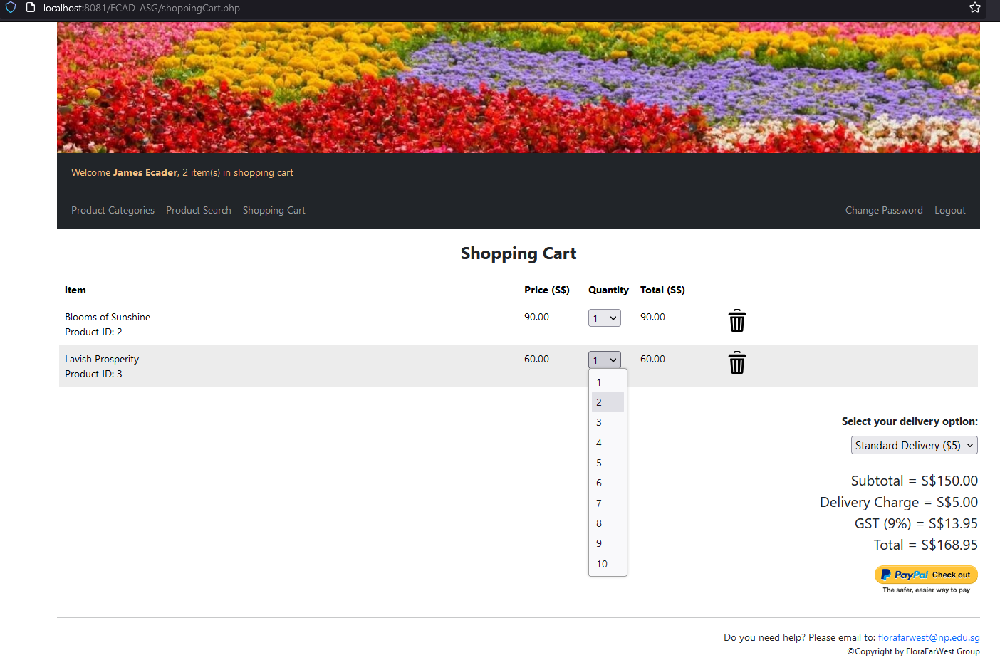 localhost:8081/ECAD-ASG/shoppingCart.php
Welcome James Ecader, 2 item(s) in shopping cart
Product Categories Product Search Shopping Cart Change Password Logout
Shopping Cart
Item Price (S$) Quantity Total (S$)
Blooms of Sunshine 90.00 1 90.00
Product ID: 2
Lavish Prosperity 60.00 1 60.00
Product ID: 3
1
2
3
4
5
6
7
8
9
10
Select your delivery option:
Standard Delivery ($5)
Subtotal = S$150.00
Delivery Charge = S$5.00
GST (9%) = S$13.95
Total = S$168.95
PayPal Check out
The safer, easier way to pay
Do you need help? Please email to: florafarwest@np.edu.sg
©Copyright by FloraFarWest Group